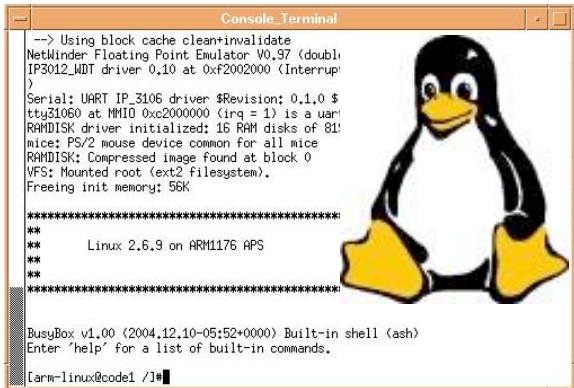 Console_Terminal
--> Using block cache clean+invalidate
NetWinder Floating Point Emulator V0.97 (double
IP3012_WDT driver 0.10 at 0xf2002000 (Interrupt
)
Serial: UART IP_3106 driver $Revision: 0.1.0 $
tty31060 at MMIO 0xc2000000 (irq = 1) is a uar
RAMDISK driver initialized: 16 RAM disks of 819
mice: PS/2 mouse device common for all mice
RAMDISK: Compressed image found at block 0
VFS: Mounted root (ext2 filesystem).
Freeing init memory: 56K
***********************************************
**
** Linux 2.6.9 on ARM1176 APS
**
**
***********************************************
BusyBox v1.00 (2004.12.10-05:52+0000) Built-in shell (ash)
Enter 'help' for a list of built-in commands.
[arm-linux@code1 /]#